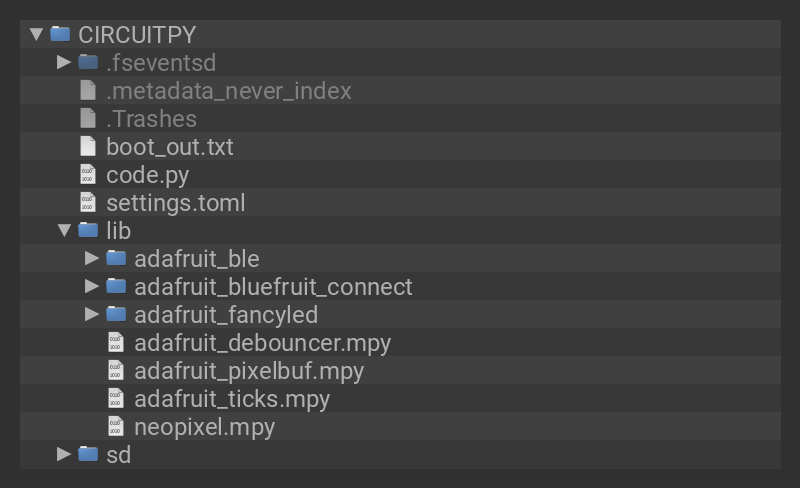 CIRCUITPY
.fseventsd
.metadata_never_index
.Trashes
boot_out.txt
code.py
settings.toml
lib
adafruit_ble
adafruit_bluefruit_connect
adafruit_fancyled
adafruit_debouncer.mpy
adafruit_pixelbuf.mpy
adafruit_ticks.mpy
neopixel.mpy
sd